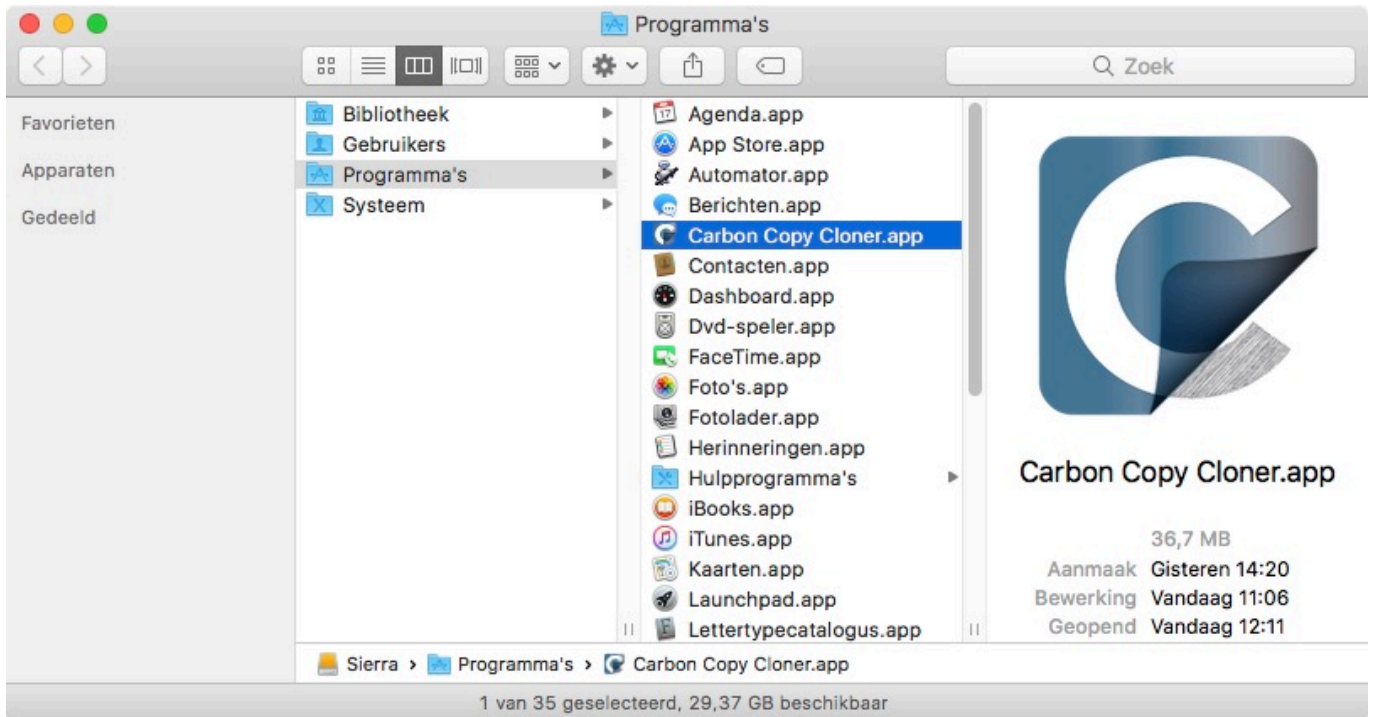 Programma's
Zoek
Favorieten
Apparaten
Gedeeld
Bibliotheek
Gebruikers
Programma's
Systeem
Agenda.app
App Store.app
Automator.app
Berichten.app
Carbon Copy Cloner.app
Contacten.app
Dashboard.app
Dvd-speler.app
FaceTime.app
Foto's.app
Fotolader.app
Herinneringen.app
Hulpprogramma's
iBooks.app
iTunes.app
Kaarten.app
Launchpad.app
Lettertypecatalogus.app
Carbon Copy Cloner.app
36,7 MB
Aanmaak Gisteren 14:20
Bewerking Vandaag 11:06
Geopend Vandaag 12:11
Sierra › Programma's › Carbon Copy Cloner.app
1 van 35 geselecteerd, 29,37 GB beschikbaar